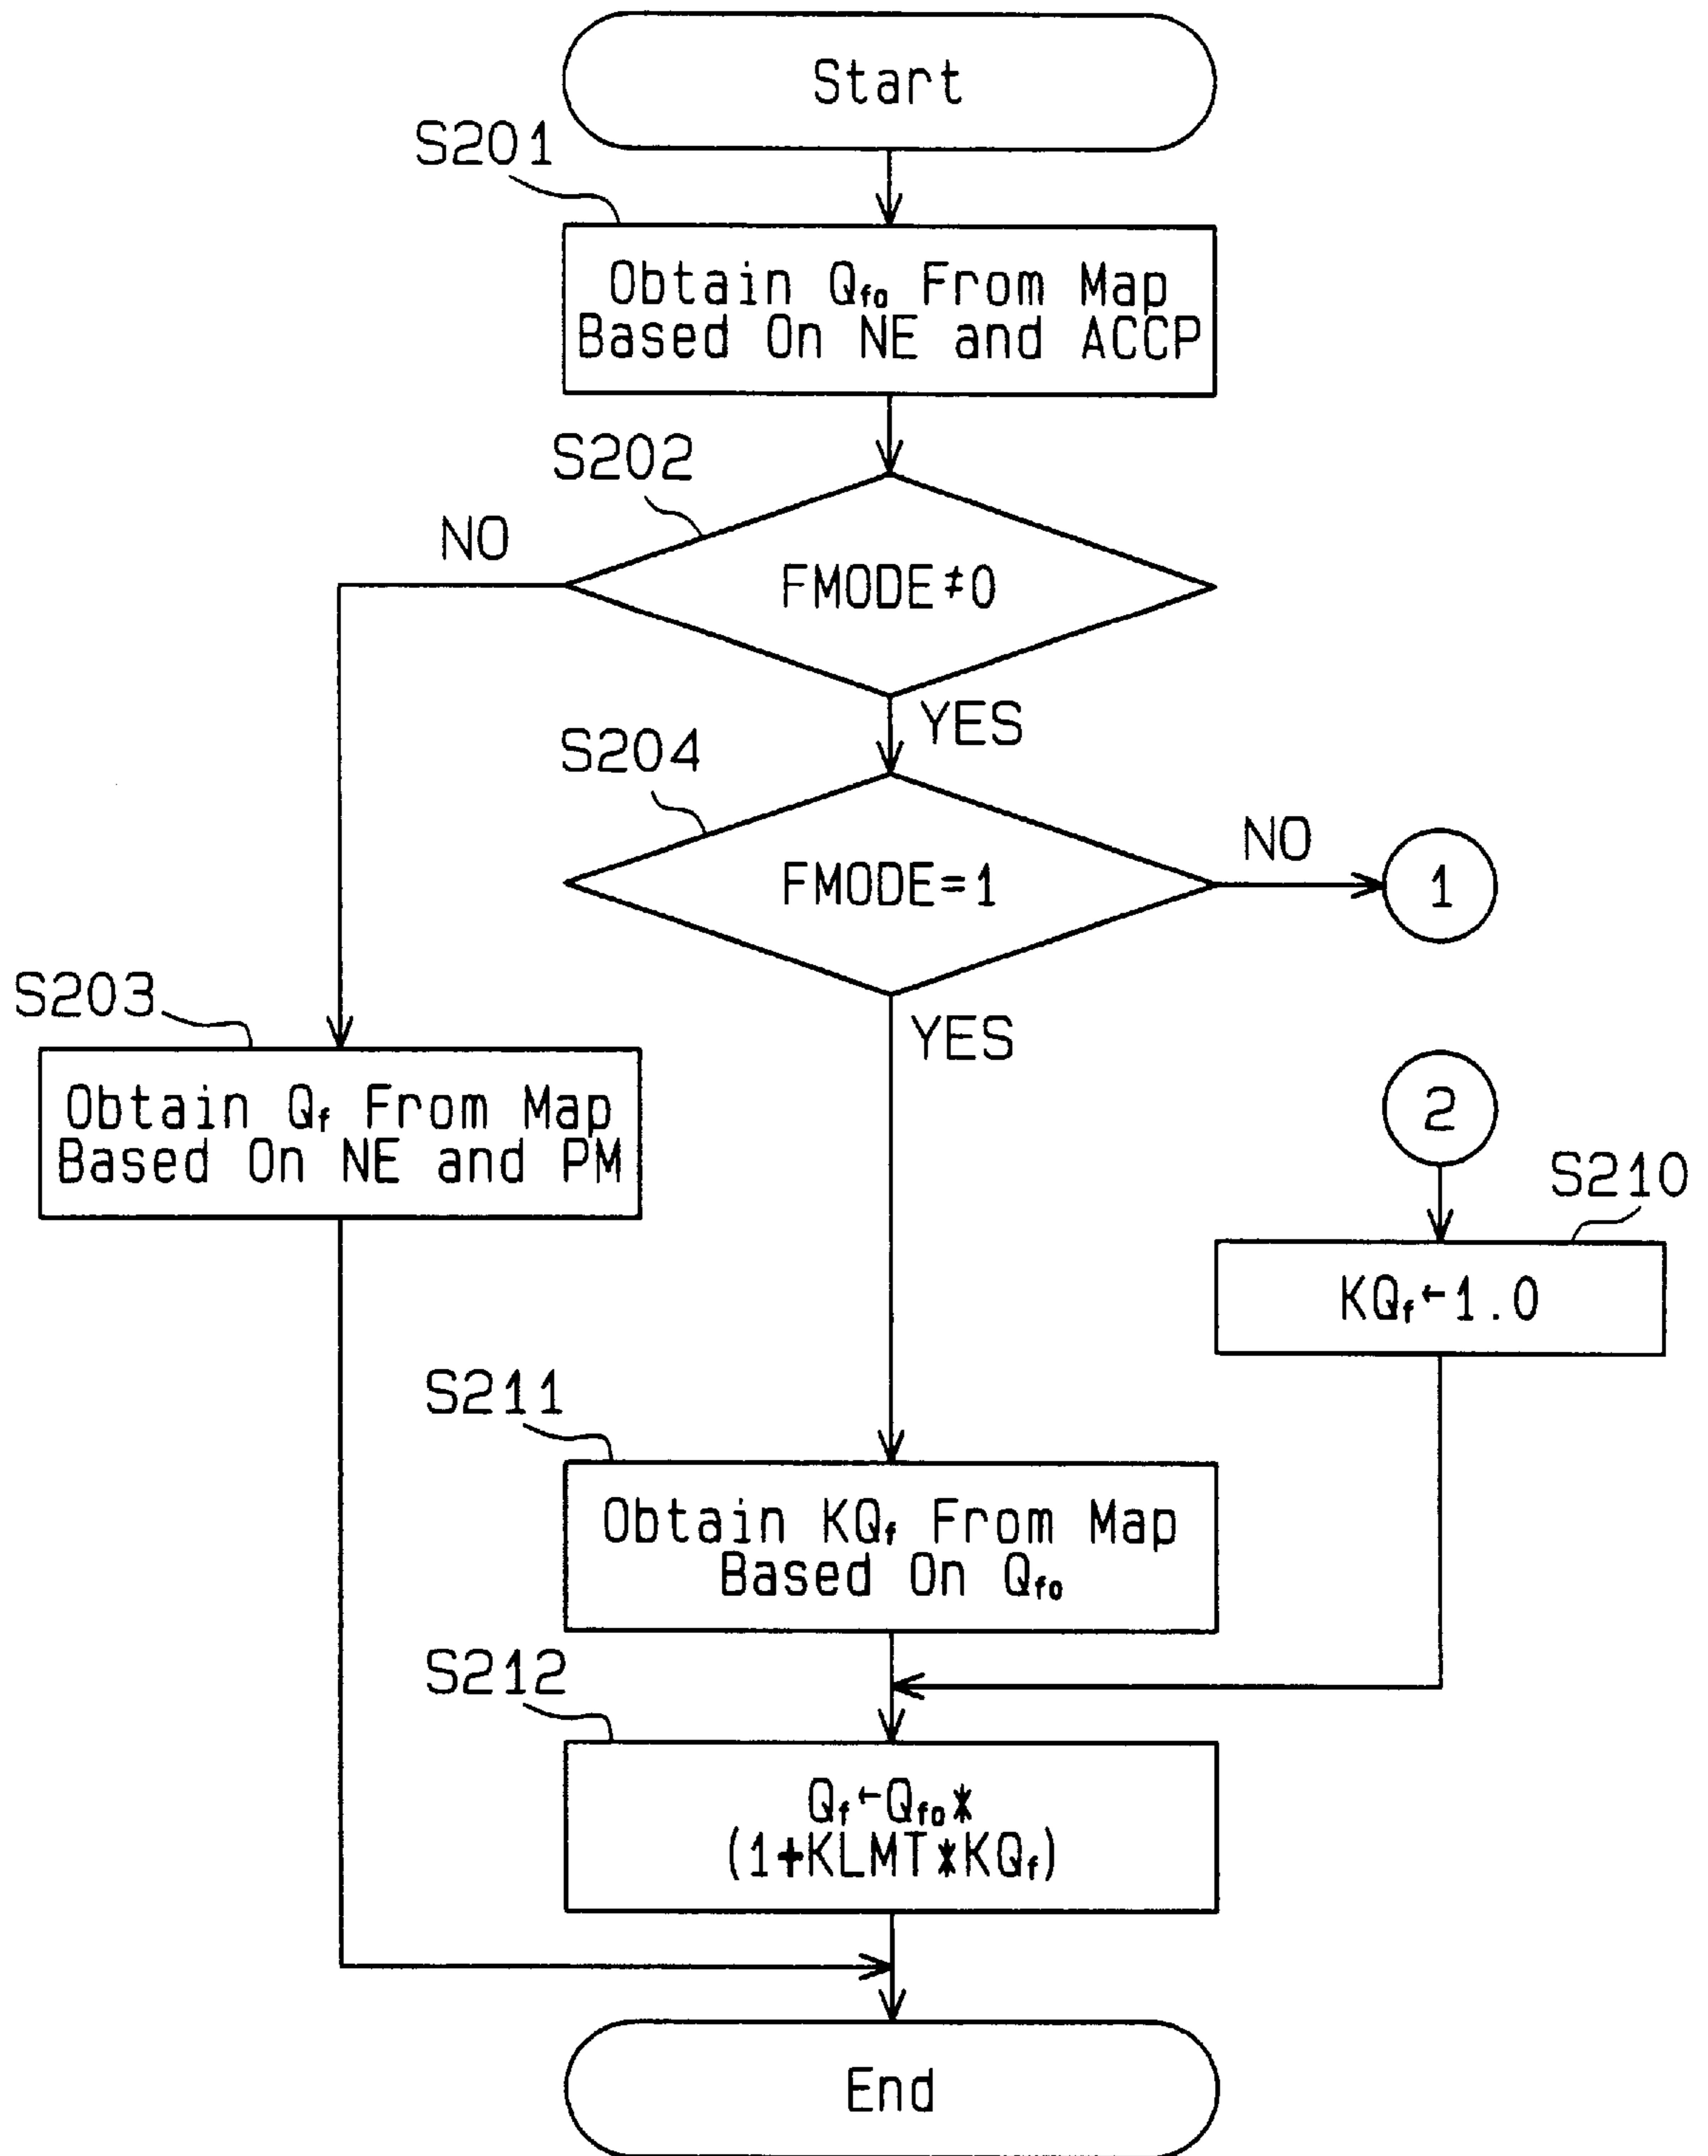 Start
S201
Obtain Qfo From Map
Based On NE and ACCP
S202
NO
FMODE≠0
YES
S204
FMODE=1
NO
1
S203
YES
Obtain Qf From Map
Based On NE and PM
2
S210
KQf←1.0
S211
Obtain KQf From Map
Based On Qfo
S212
Qf←Qfo*
(1+KLMT*KQf)
End